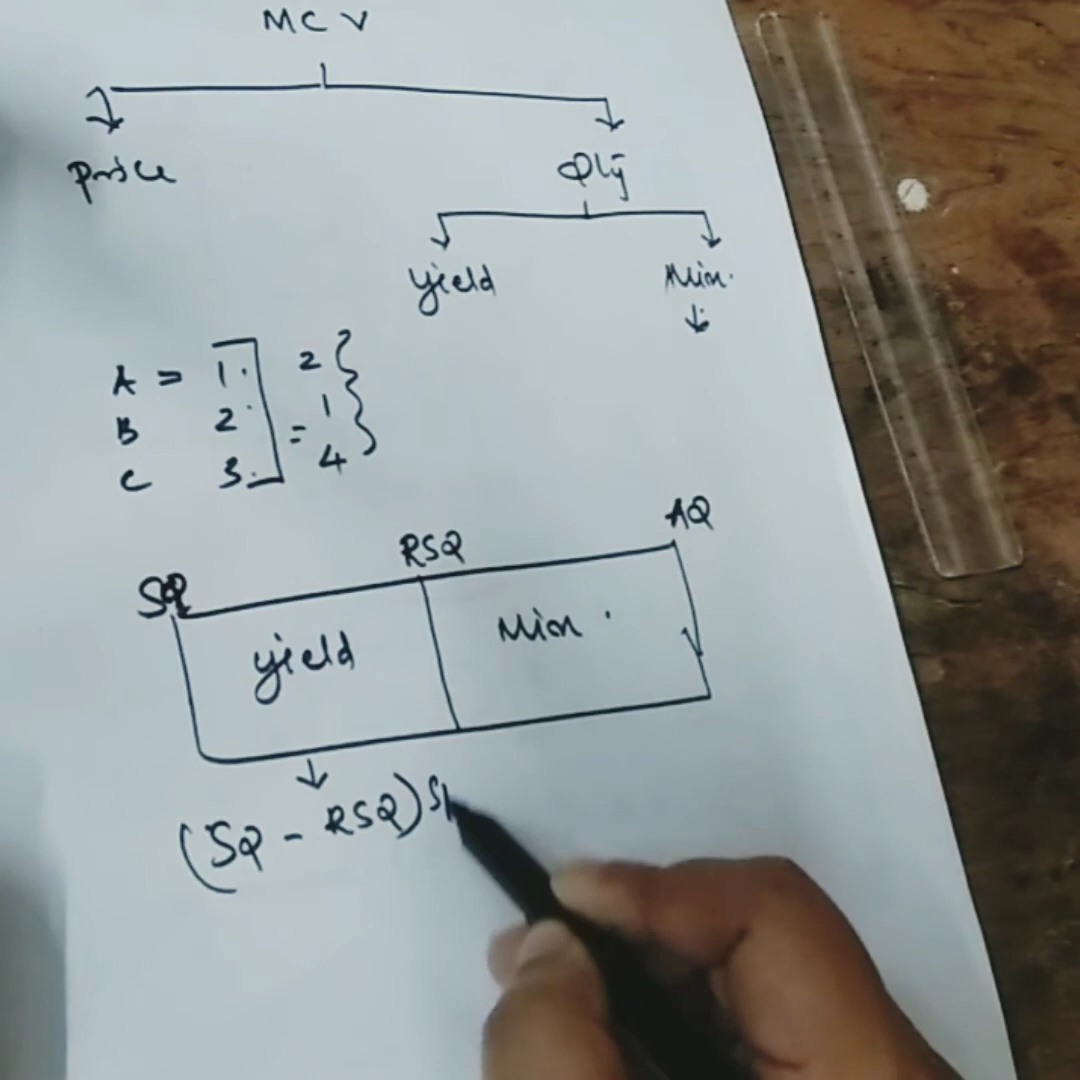 MCV
Price Qty
Yield Mix.
A = 1. 2
B 2. = 1
C 3. 4
SQ RSQ AQ
Yield Mix.
(SQ - RSQ)